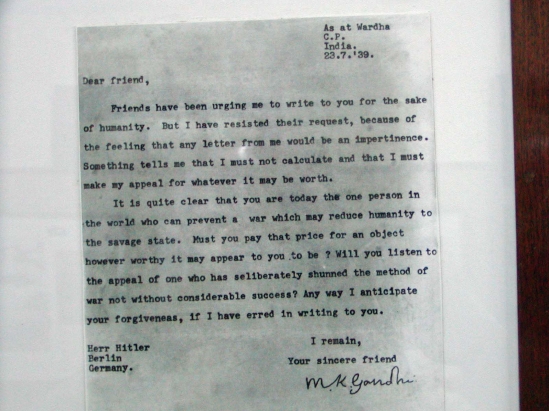 As at Wardha
C.P.
India.
23.7.'39.
Dear friend,
Friends have been urging me to write to you for the sake
of humanity. But I have resisted their request, because of
the feeling that any letter from me would be an impertinence.
Something tells me that I must not calculate and that I must
make my appeal for whatever it may be worth.
It is quite clear that you are today the one person in
the world who can prevent a war which may reduce humanity to
the savage state. Must you pay that price for an object
however worthy it may appear to you to be ? Will you listen to
the appeal of one who has seliberately shunned the method of
war not without considerable success? Any way I anticipate
your forgiveness, if I have erred in writing to you.
I remain,
Your sincere friend
M.K.Gandhi
Herr Hitler
Berlin
Germany.